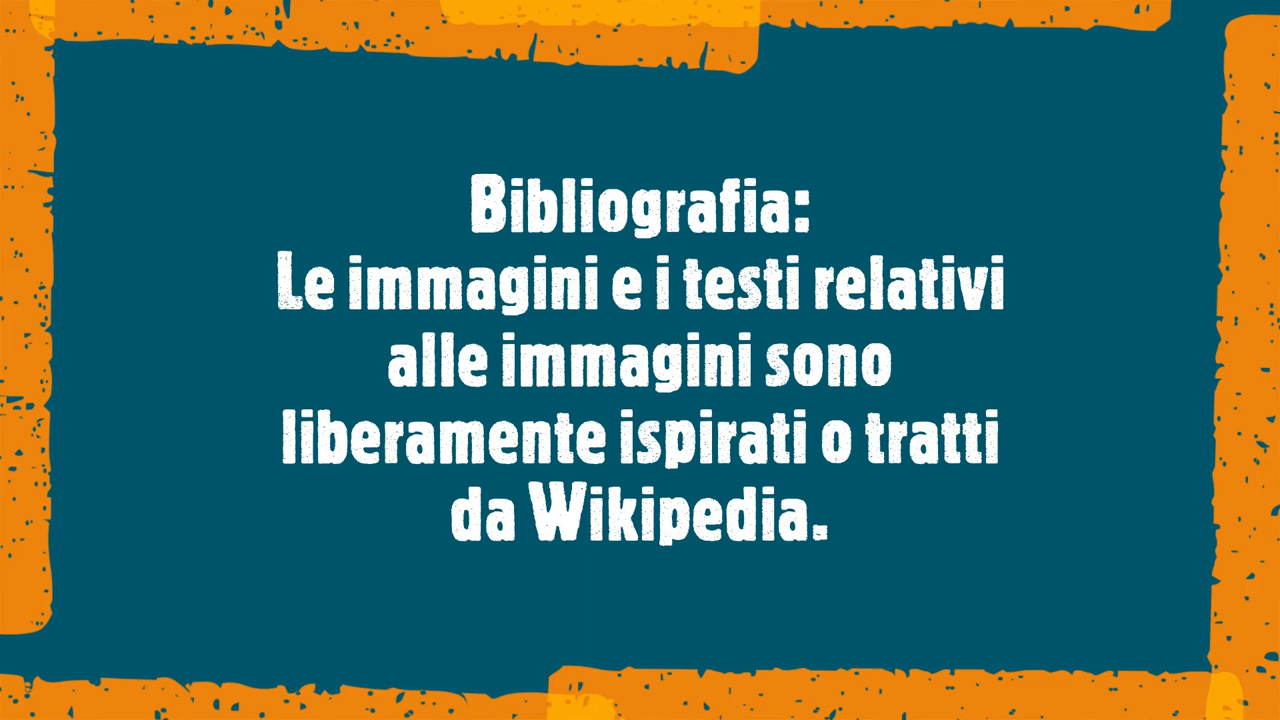 Bibliografia:
Le immagini e i testi relativi
alle immagini sono
liberamente ispirati o tratti
da Wikipedia.